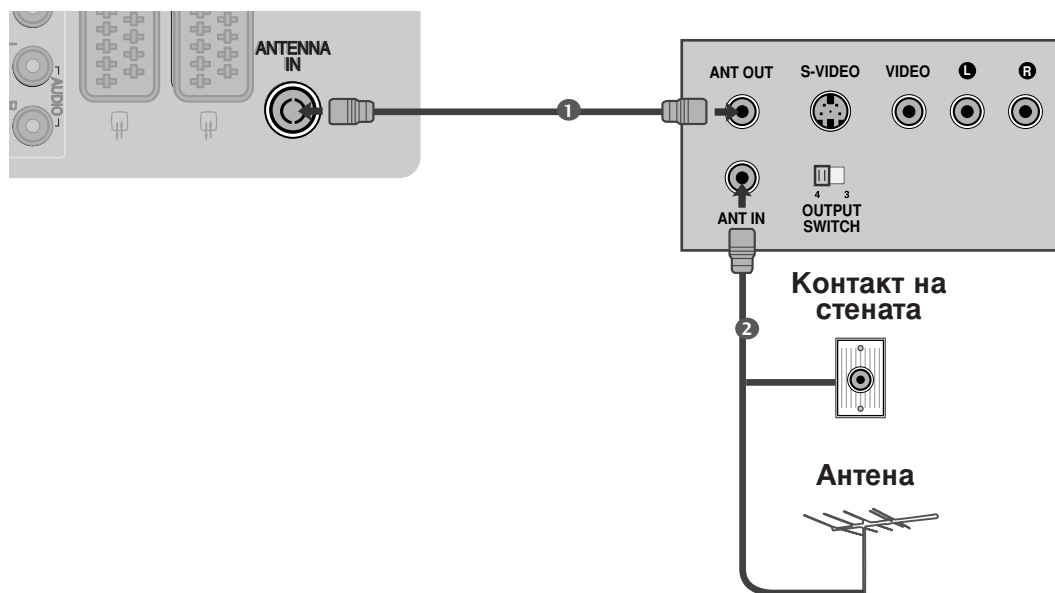 L
R
AUDIO
ANTENNA
IN
1
ANT OUT
S-VIDEO
VIDEO
L
R
ANT IN
4 3
OUTPUT
SWITCH
2
Контакт на
стената
Антена